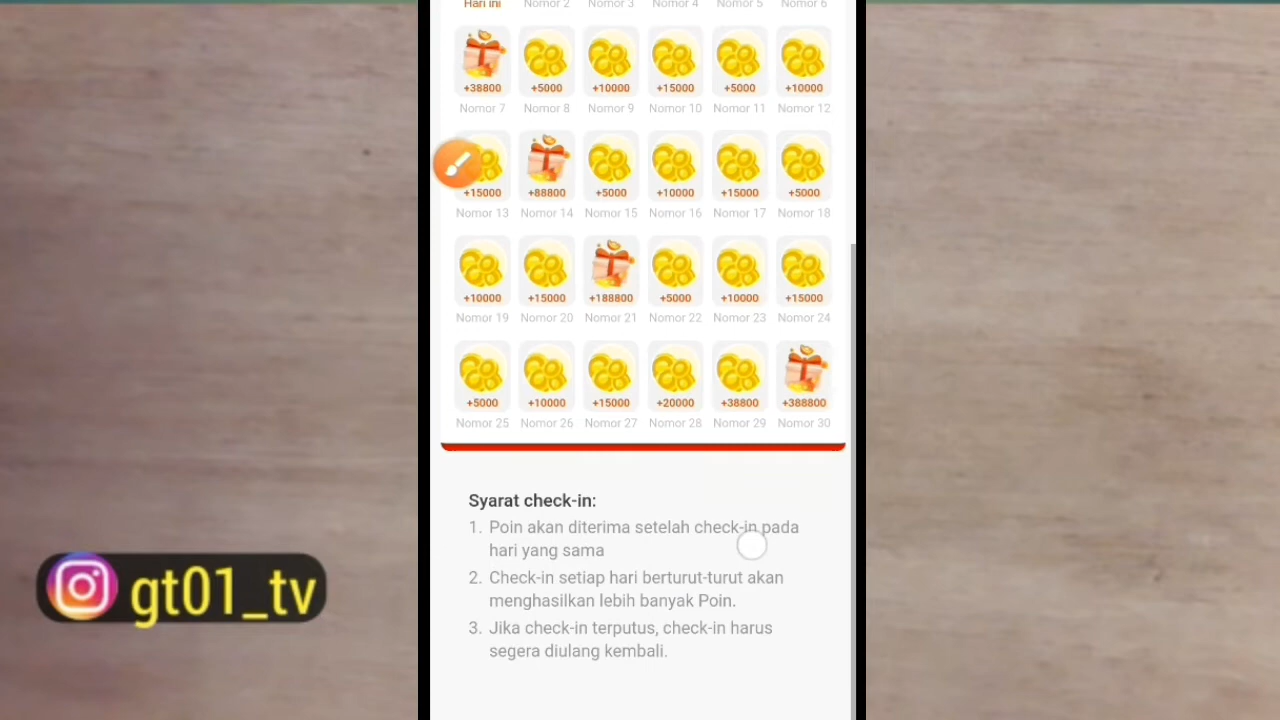 Hari ini Nomor 2 Nomor 3 Nomor 4 Nomor 5 Nomor 6
+38800 +5000 +10000 +15000 +5000 +10000
Nomor 7 Nomor 8 Nomor 9 Nomor 10 Nomor 11 Nomor 12
+15000 +88800 +5000 +10000 +15000 +5000
Nomor 13 Nomor 14 Nomor 15 Nomor 16 Nomor 17 Nomor 18
+10000 +15000 +188800 +5000 +10000 +15000
Nomor 19 Nomor 20 Nomor 21 Nomor 22 Nomor 23 Nomor 24
+5000 +10000 +15000 +20000 +38800 +388800
Nomor 25 Nomor 26 Nomor 27 Nomor 28 Nomor 29 Nomor 30
Syarat check-in:
1. Poin akan diterima setelah check-in pada
hari yang sama
2. Check-in setiap hari berturut-turut akan
menghasilkan lebih banyak Poin.
3. Jika check-in terputus, check-in harus
segera diulang kembali.
gt01_tv